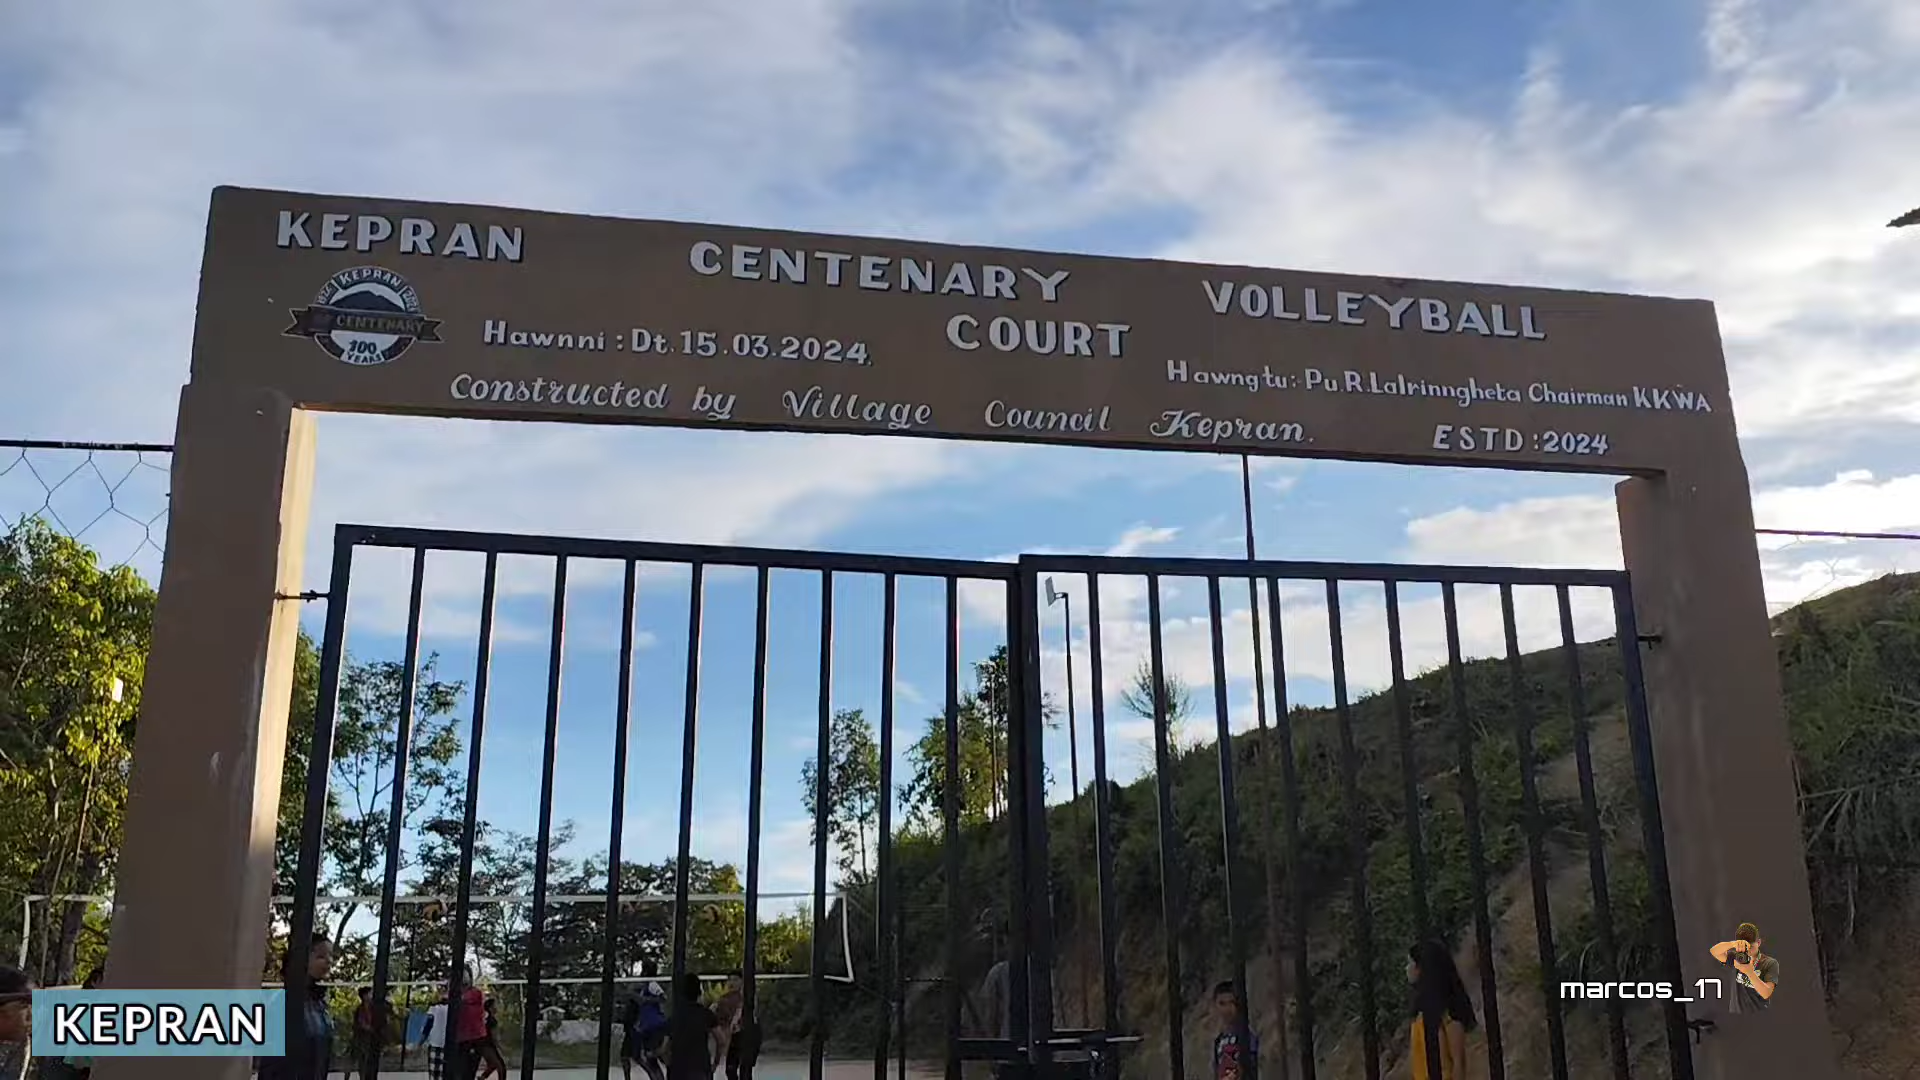 KEPRAN CENTENARY VOLLEYBALL
COURT
KEPRAN
CENTENARY
100
YEARS
Hawnni : Dt. 15.03.2024.
Hawngtu:- Pu.R.Lalrinngheta Chairman KKWA
Constructed by Village Council Kepran.
ESTD : 2024
KEPRAN
marcos_17